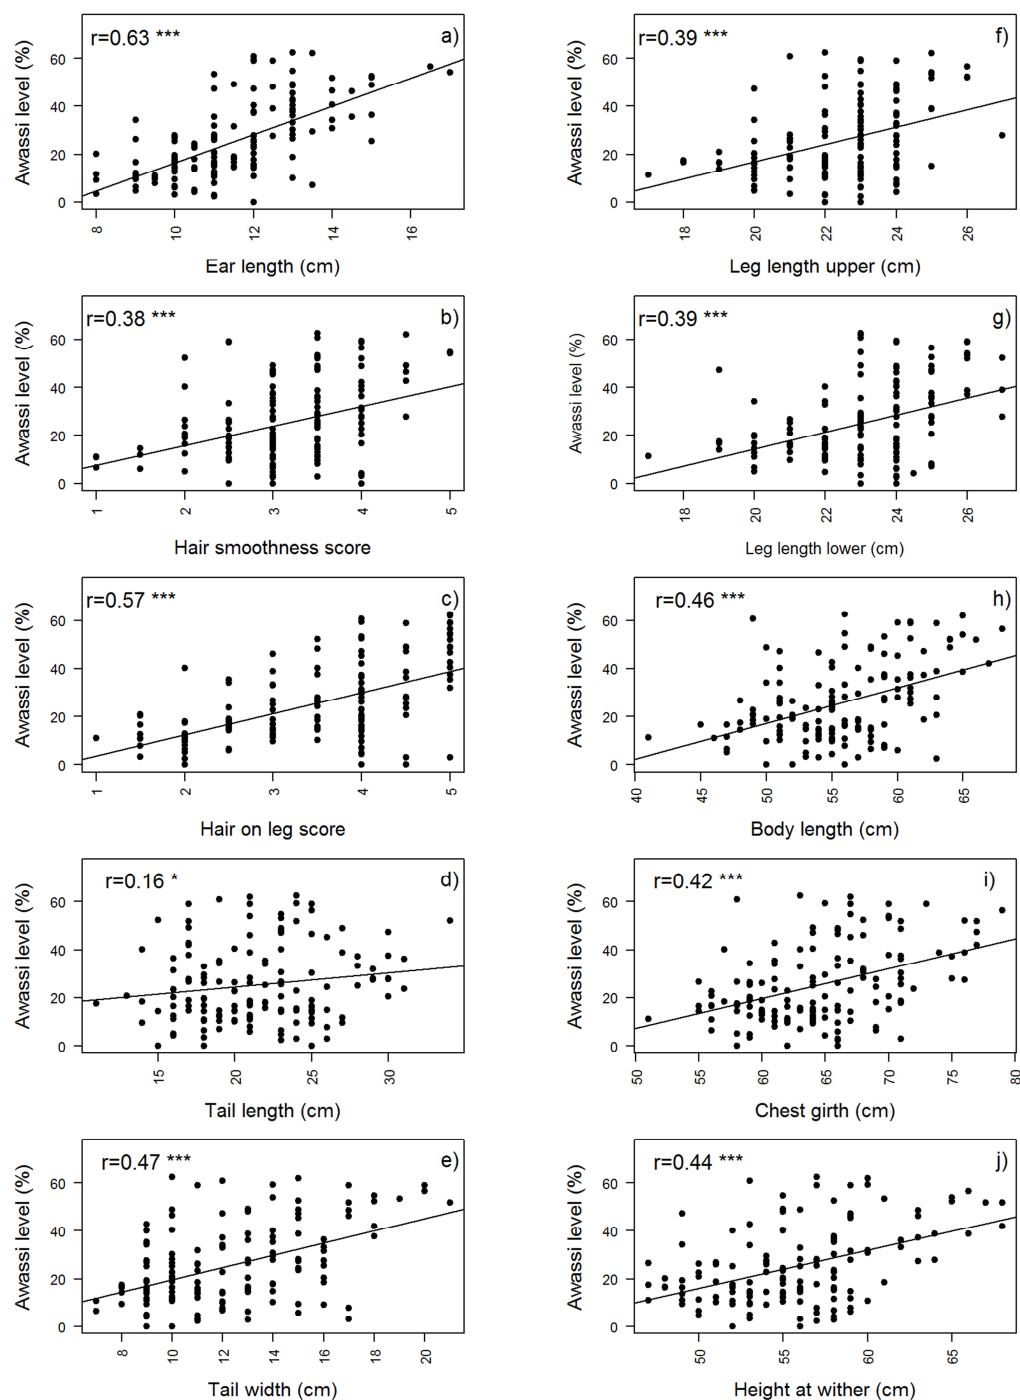 r=0.63 ***
a)
Awassi level (%)
0
20
40
60
8
10
12
14
16
Ear length (cm)
r=0.39 ***
f)
Awassi level (%)
0
20
40
60
18
20
22
24
26
Leg length upper (cm)
r=0.38 ***
b)
Awassi level (%)
0
20
40
60
1
2
3
4
5
Hair smoothness score
r=0.39 ***
g)
Awassi level (%)
0
20
40
60
18
20
22
24
26
Leg length lower (cm)
r=0.57 ***
c)
Awassi level (%)
0
20
40
60
1
2
3
4
5
Hair on leg score
r=0.46 ***
h)
Awassi level (%)
0
20
40
60
40
45
50
55
60
65
Body length (cm)
r=0.16 *
d)
Awassi level (%)
0
20
40
60
15
20
25
30
Tail length (cm)
r=0.42 ***
i)
Awassi level (%)
0
20
40
60
50
55
60
65
70
75
80
Chest girth (cm)
r=0.47 ***
e)
Awassi level (%)
0
20
40
60
8
10
12
14
16
18
20
Tail width (cm)
r=0.44 ***
j)
Awassi level (%)
0
20
40
60
50
55
60
65
Height at wither (cm)